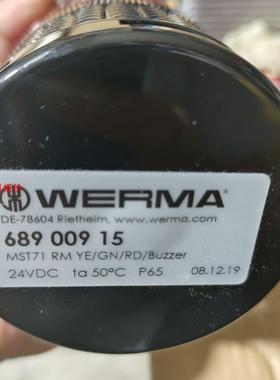 WERMA®
DE-78604 Rietheim, www.werma.com
689 009 15
MST71 RM YE/GN/RD/Buzzer
24VDC ta 50°C P65 08.12.19